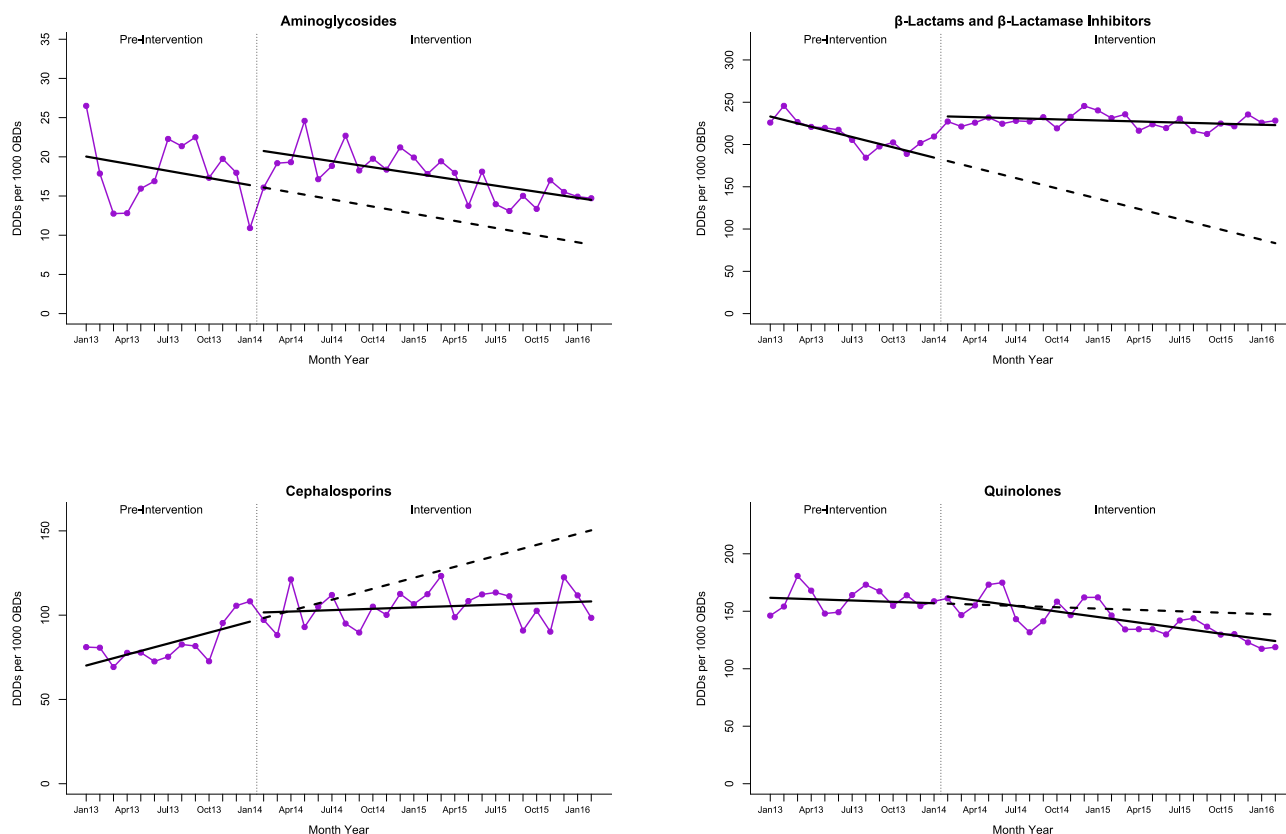 Aminoglycosides
Pre-Intervention
Intervention
DDDs per 1000 OBDs
35
30
25
20
15
10
5
0
Jan13 Apr13 Jul13 Oct13 Jan14 Apr14 Jul14 Oct14 Jan15 Apr15 Jul15 Oct15 Jan16
Month Year
β-Lactams and β-Lactamase Inhibitors
Pre-Intervention
Intervention
DDDs per 1000 OBDs
300
250
200
150
100
50
0
Jan13 Apr13 Jul13 Oct13 Jan14 Apr14 Jul14 Oct14 Jan15 Apr15 Jul15 Oct15 Jan16
Month Year
Cephalosporins
Pre-Intervention
Intervention
DDDs per 1000 OBDs
150
100
50
0
Jan13 Apr13 Jul13 Oct13 Jan14 Apr14 Jul14 Oct14 Jan15 Apr15 Jul15 Oct15 Jan16
Month Year
Quinolones
Pre-Intervention
Intervention
DDDs per 1000 OBDs
200
150
100
50
0
Jan13 Apr13 Jul13 Oct13 Jan14 Apr14 Jul14 Oct14 Jan15 Apr15 Jul15 Oct15 Jan16
Month Year